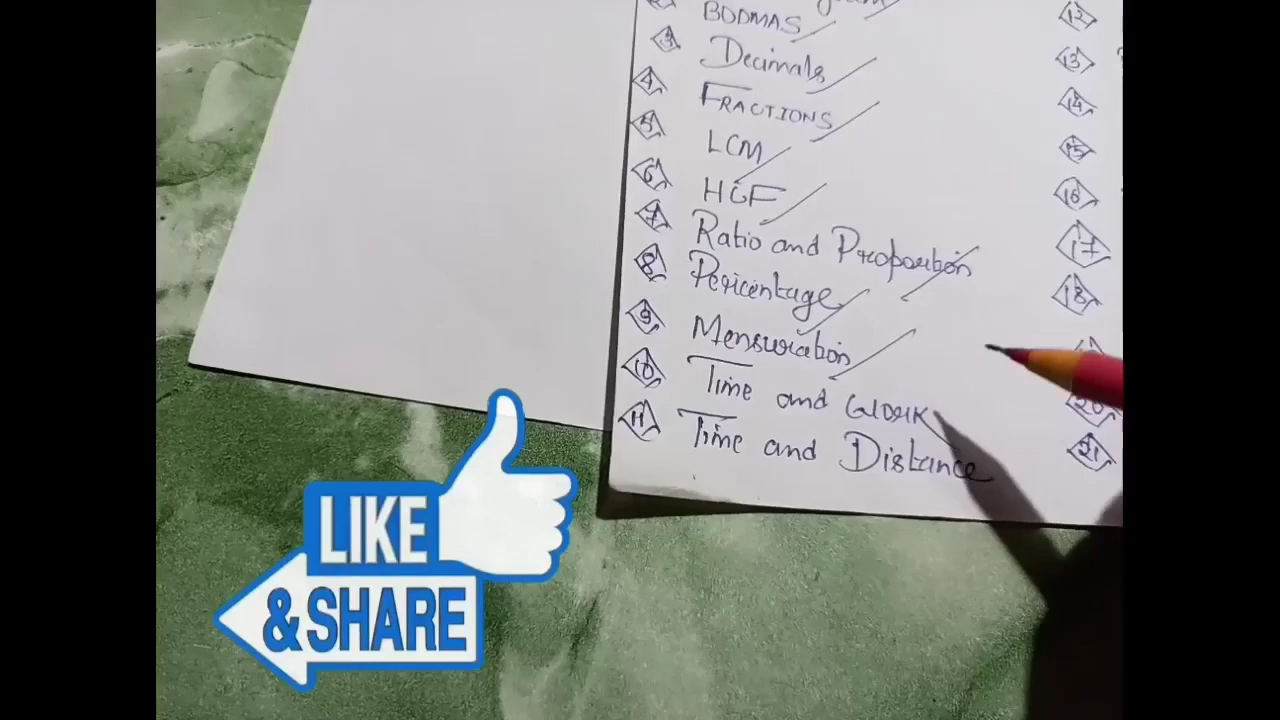 BODMAS
3 Decimals
4 FRACTIONS
5 LCM
6 HCF
7 Ratio and Proportion
8 Percentage
9 Mensuration
10 Time and Work
11 Time and Distance
12
13
14
15
16
17
18
20
21
LIKE
& SHARE